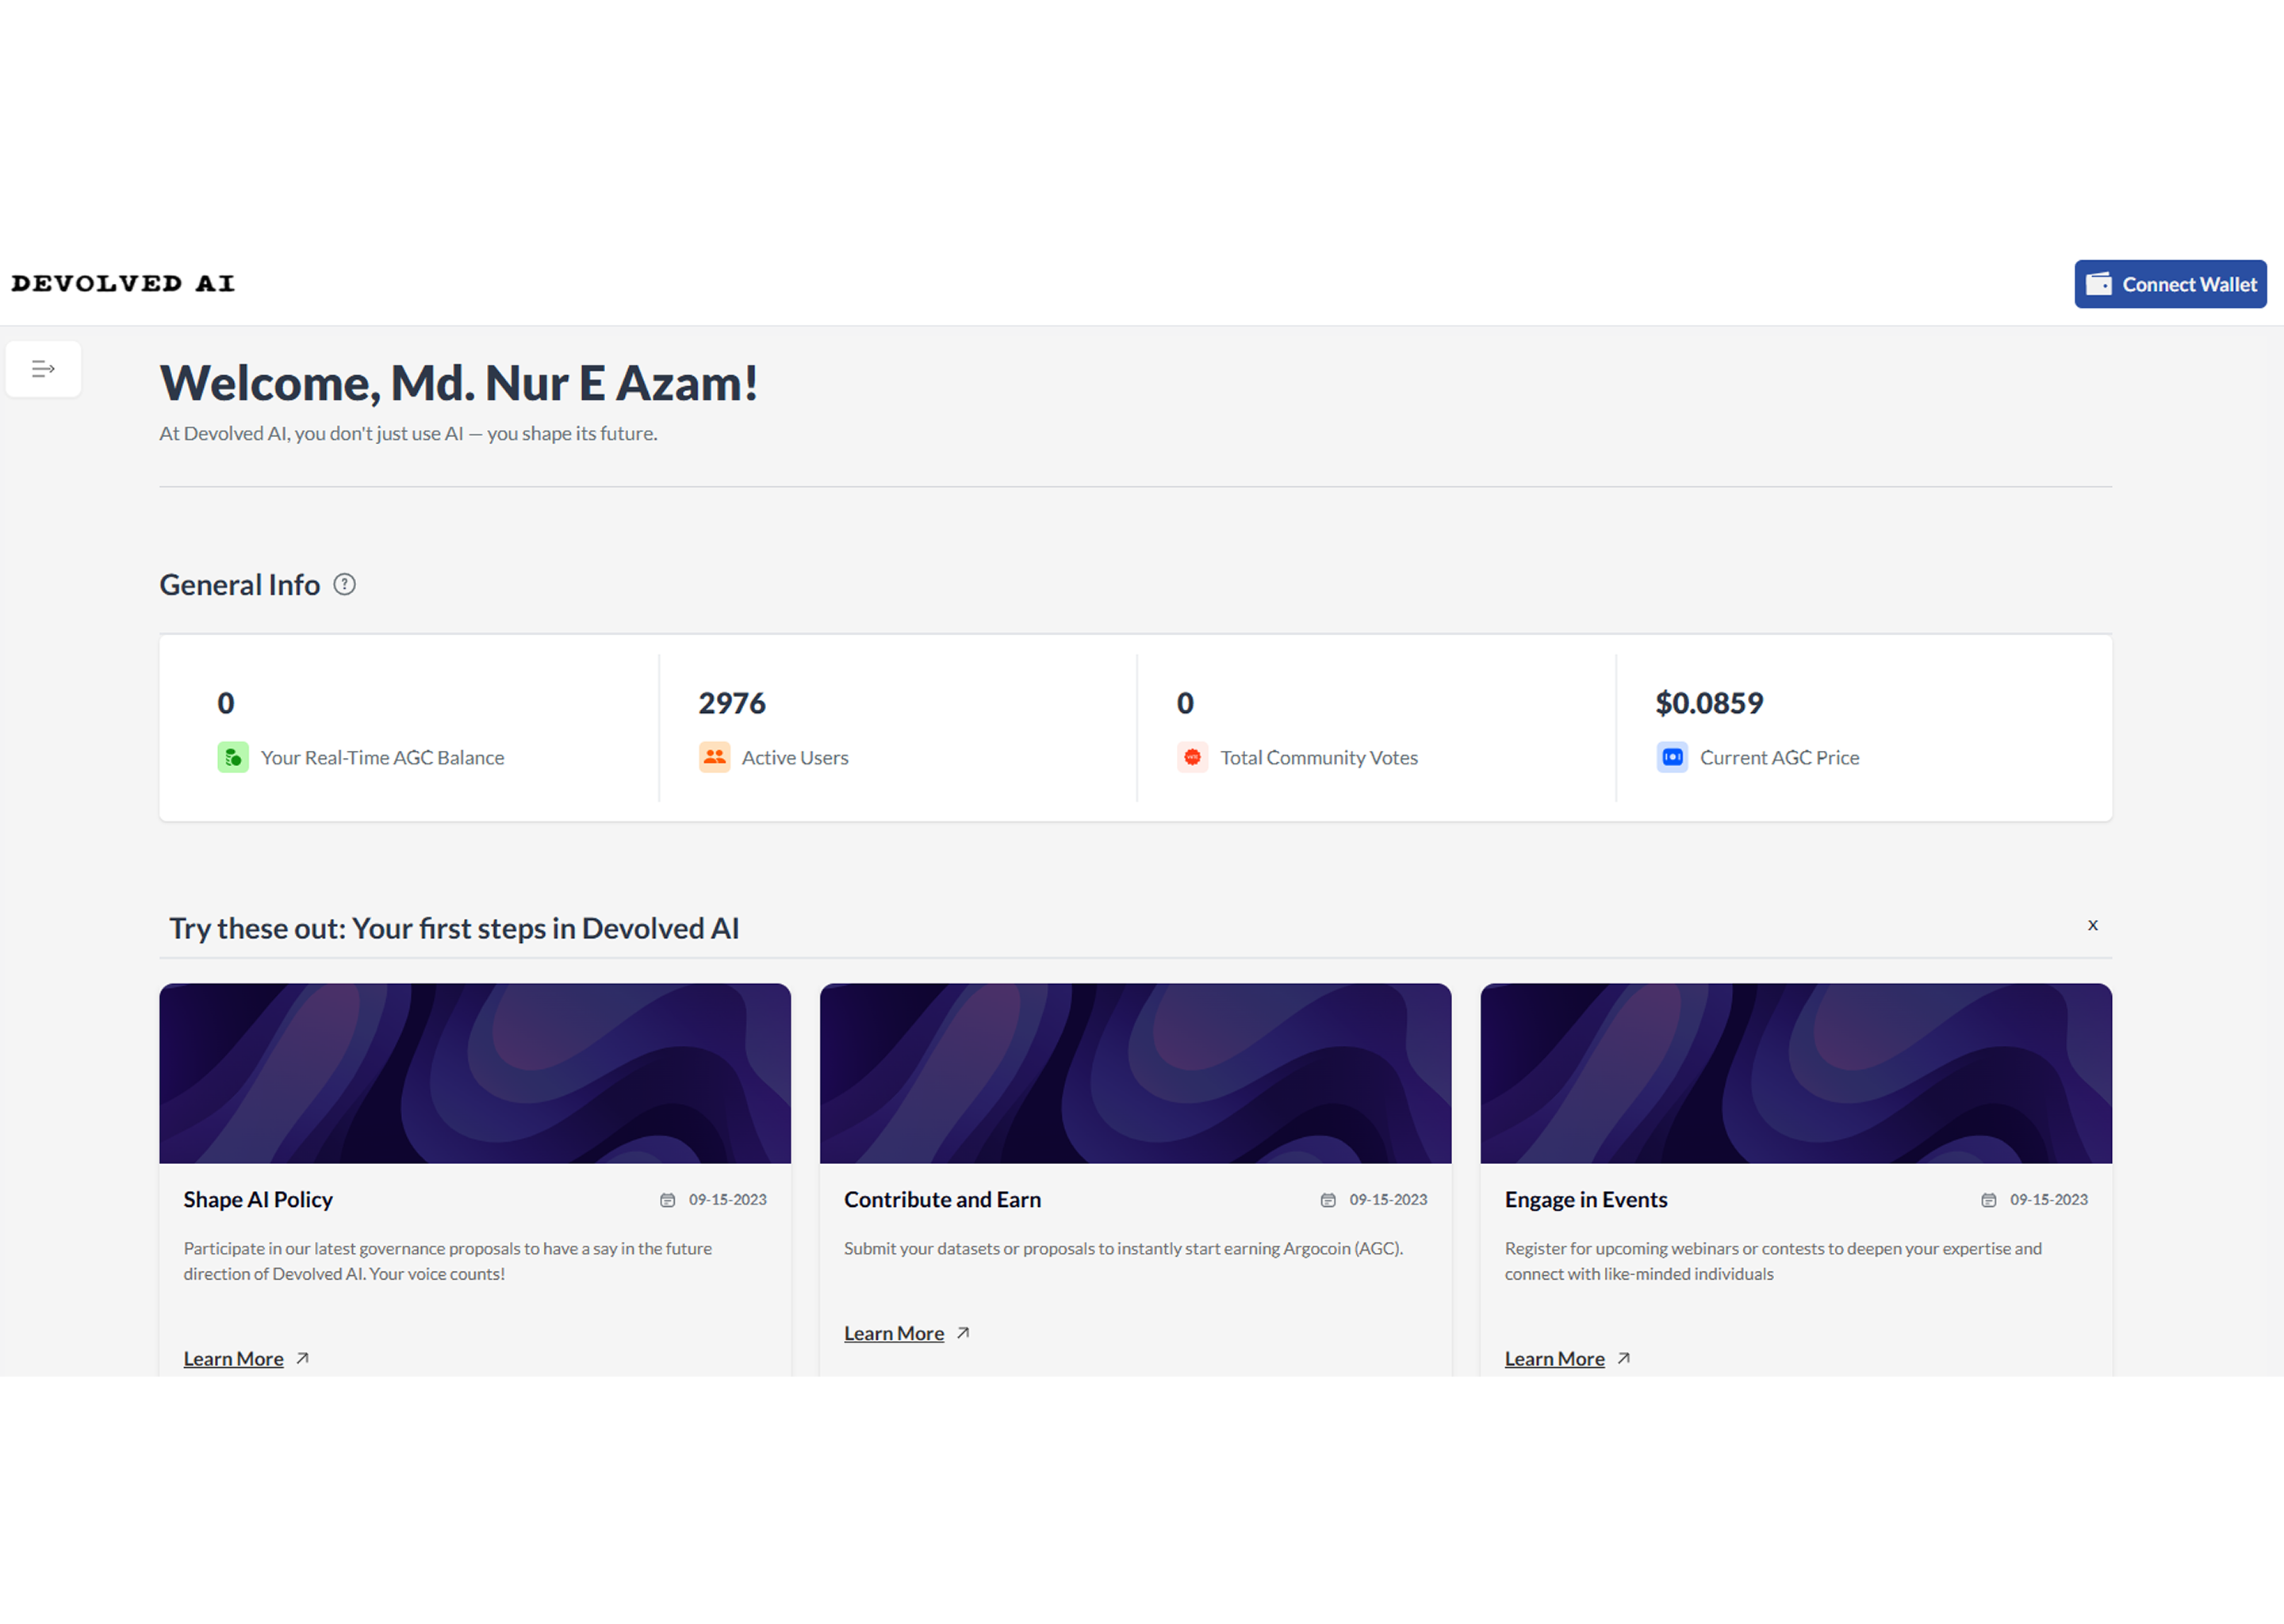 DEVOLVED AI
Connect Wallet
Welcome, Md. Nur E Azam!
At Devolved AI, you don't just use AI — you shape its future.
General Info
0
Your Real-Time AGC Balance
2976
Active Users
0
Total Community Votes
$0.0859
Current AGC Price
Try these out: Your first steps in Devolved AI
x
Shape AI Policy
09-15-2023
Participate in our latest governance proposals to have a say in the future
direction of Devolved AI. Your voice counts!
Learn More
Contribute and Earn
09-15-2023
Submit your datasets or proposals to instantly start earning Argocoin (AGC).
Learn More
Engage in Events
09-15-2023
Register for upcoming webinars or contests to deepen your expertise and
connect with like-minded individuals
Learn More